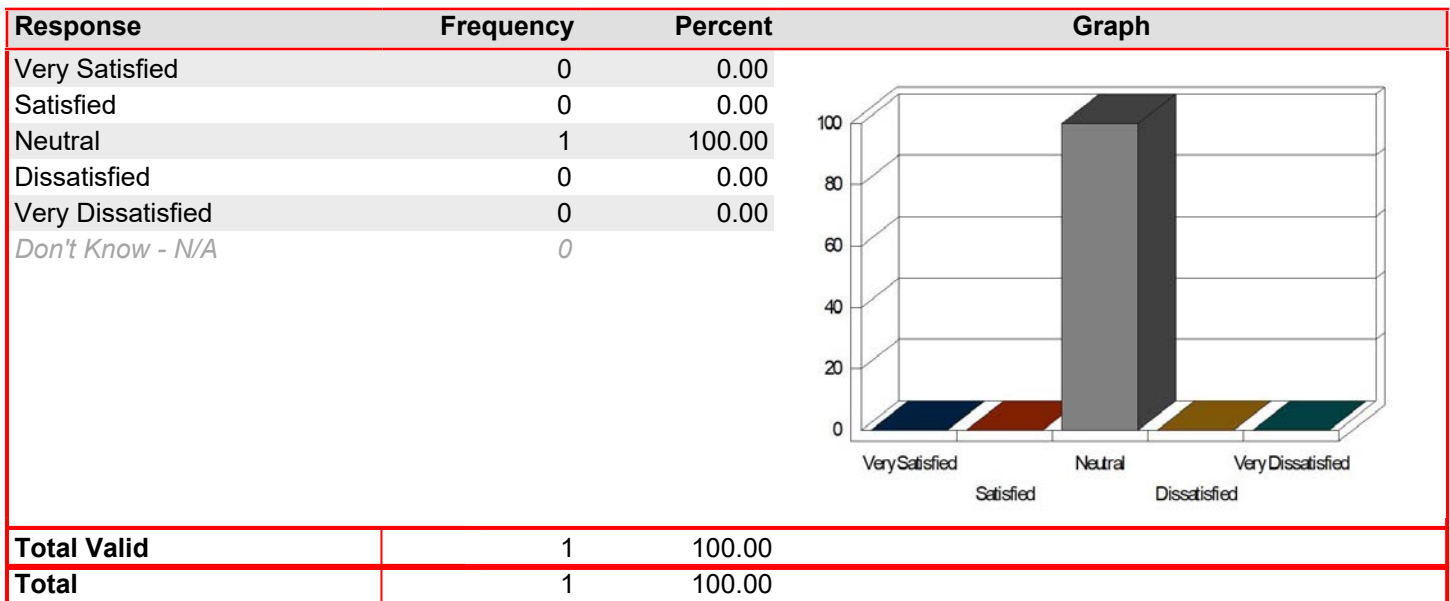 Response Frequency Percent Graph
Very Satisfied 0 0.00
Satisfied 0 0.00
Neutral 1 100.00
Dissatisfied 0 0.00
Very Dissatisfied 0 0.00
Don't Know - N/A 0
100
80
60
40
20
0
Very Satisfied Neutral Very Dissatisfied
Satisfied Dissatisfied
Total Valid 1 100.00
Total 1 100.00